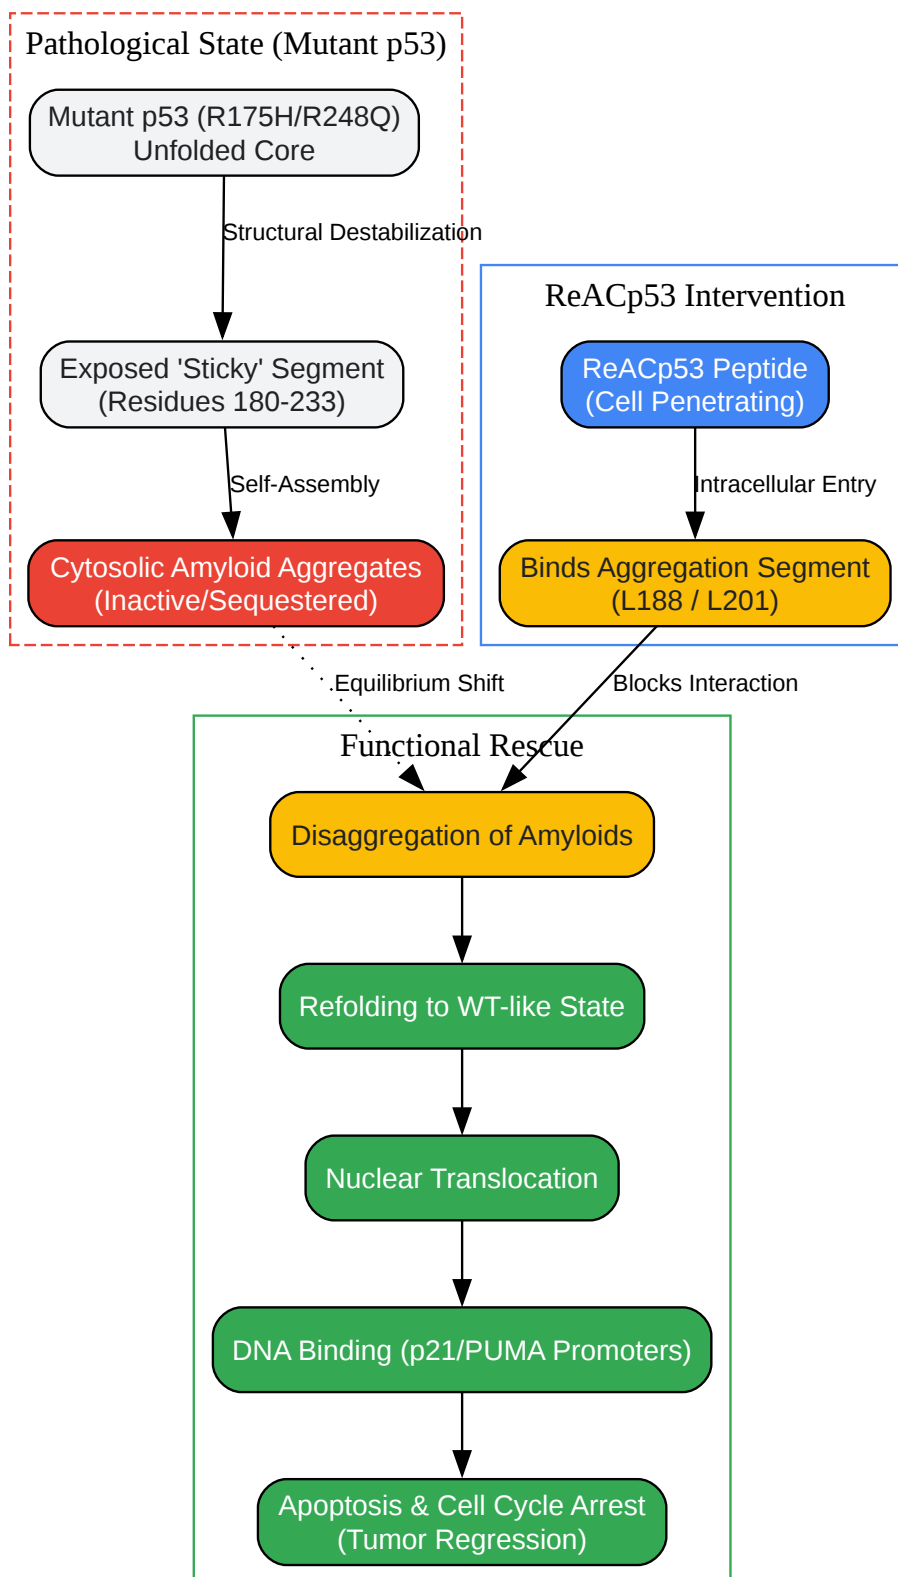 Pathological State (Mutant p53)
Mutant p53 (R175H/R248Q)
Unfolded Core
Structural Destabilization
Exposed 'Sticky' Segment
(Residues 180-233)
Self-Assembly
Cytosolic Amyloid Aggregates
(Inactive/Sequestered)
ReACp53 Intervention
ReACp53 Peptide
(Cell Penetrating)
Intracellular Entry
Binds Aggregation Segment
(L188 / L201)
Equilibrium Shift
Blocks Interaction
Functional Rescue
Disaggregation of Amyloids
Refolding to WT-like State
Nuclear Translocation
DNA Binding (p21/PUMA Promoters)
Apoptosis & Cell Cycle Arrest
(Tumor Regression)